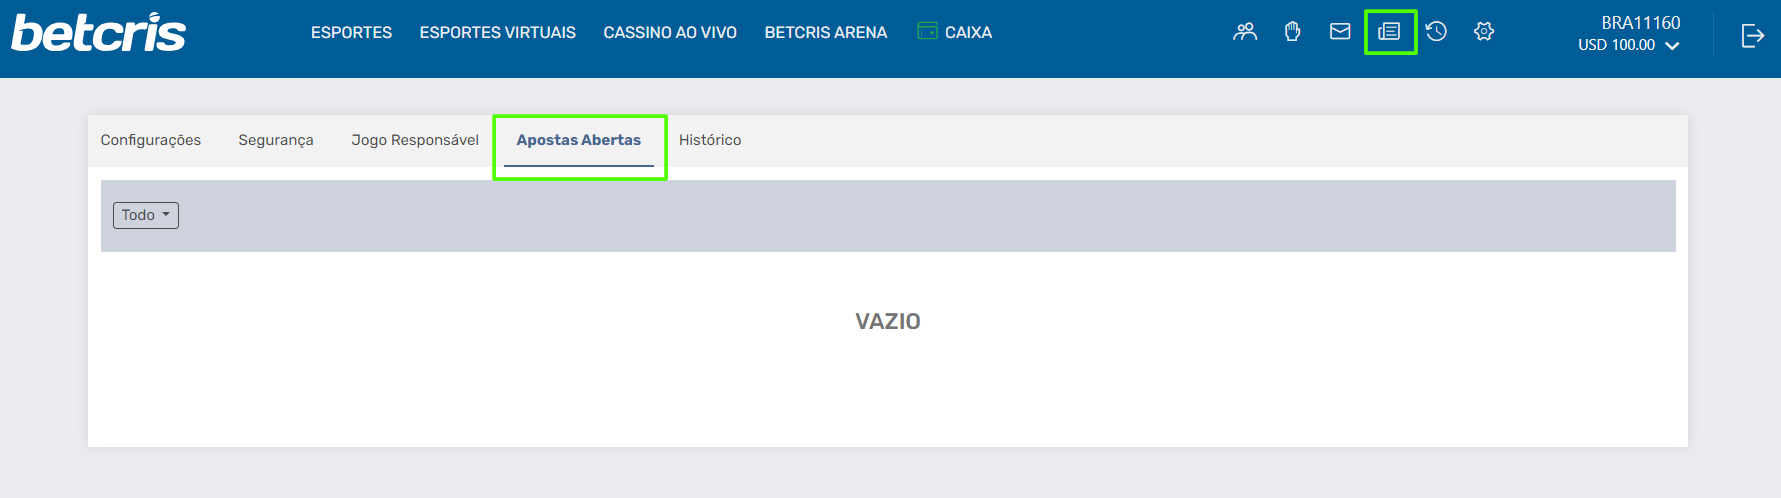 betcris
ESPORTES ESPORTES VIRTUAIS CASSINO AO VIVO BETCRIS ARENA CAIXA
BRA11160
USD 100.00
Configurações Segurança Jogo Responsável Apostas Abertas Histórico
Todo
VAZIO